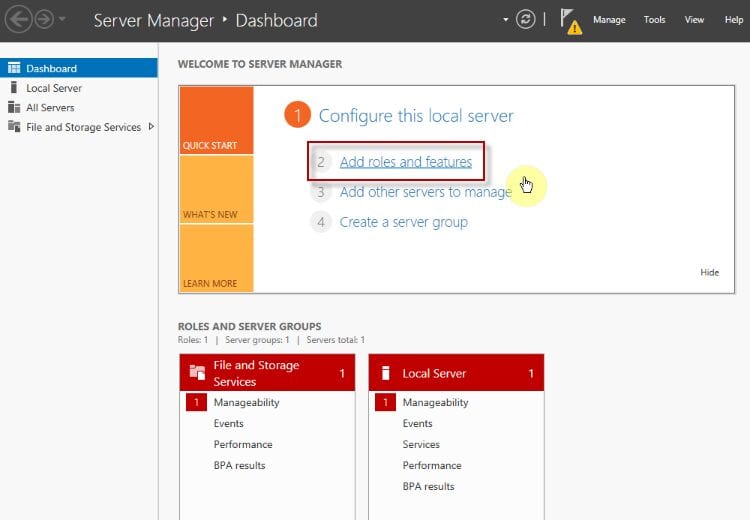 Server Manager ‣ Dashboard
Manage Tools View Help
Dashboard
Local Server
All Servers
File and Storage Services
WELCOME TO SERVER MANAGER
QUICK START
WHAT'S NEW
LEARN MORE
1 Configure this local server
2 Add roles and features
3 Add other servers to manage
4 Create a server group
Hide
ROLES AND SERVER GROUPS
Roles: 1 | Server groups: 1 | Servers total: 1
File and Storage
Services 1
1 Manageability
Events
Performance
BPA results
Local Server 1
1 Manageability
Events
Services
Performance
BPA results